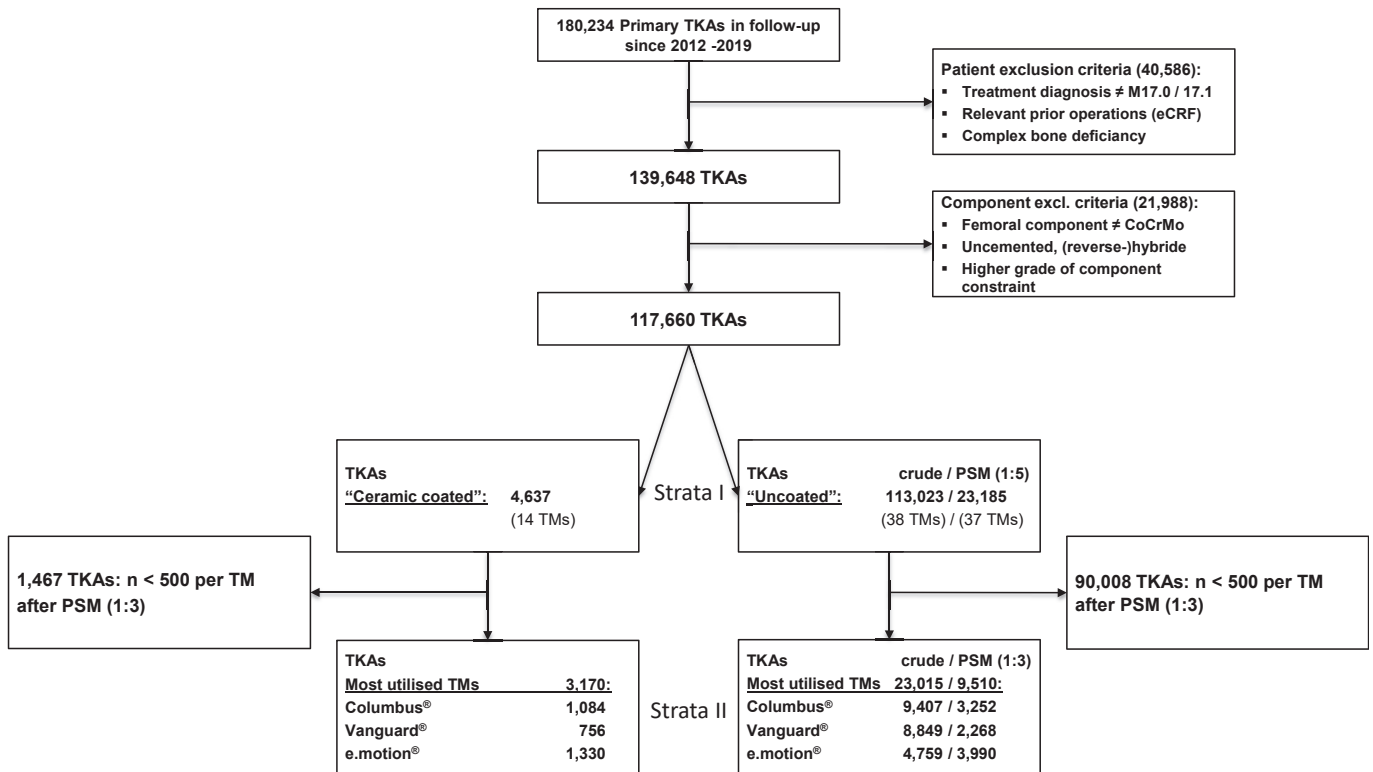 180,234 Primary TKAs in follow-up
since 2012 -2019
Patient exclusion criteria (40,586):
▪ Treatment diagnosis ≠ M17.0 / 17.1
▪ Relevant prior operations (eCRF)
▪ Complex bone deficiancy
139,648 TKAs
Component excl. criteria (21,988):
▪ Femoral component ≠ CoCrMo
▪ Uncemented, (reverse-)hybride
▪ Higher grade of component
constraint
117,660 TKAs
TKAs
“Ceramic coated”: 4,637
(14 TMs)
Strata I
TKAs crude / PSM (1:5)
“Uncoated”: 113,023 / 23,185
(38 TMs) / (37 TMs)
1,467 TKAs: n < 500 per TM
after PSM (1:3)
90,008 TKAs: n < 500 per TM
after PSM (1:3)
TKAs
Most utilised TMs 3,170:
Columbus® 1,084
Vanguard® 756
e.motion® 1,330
Strata II
TKAs crude / PSM (1:3)
Most utilised TMs 23,015 / 9,510:
Columbus® 9,407 / 3,252
Vanguard® 8,849 / 2,268
e.motion® 4,759 / 3,990